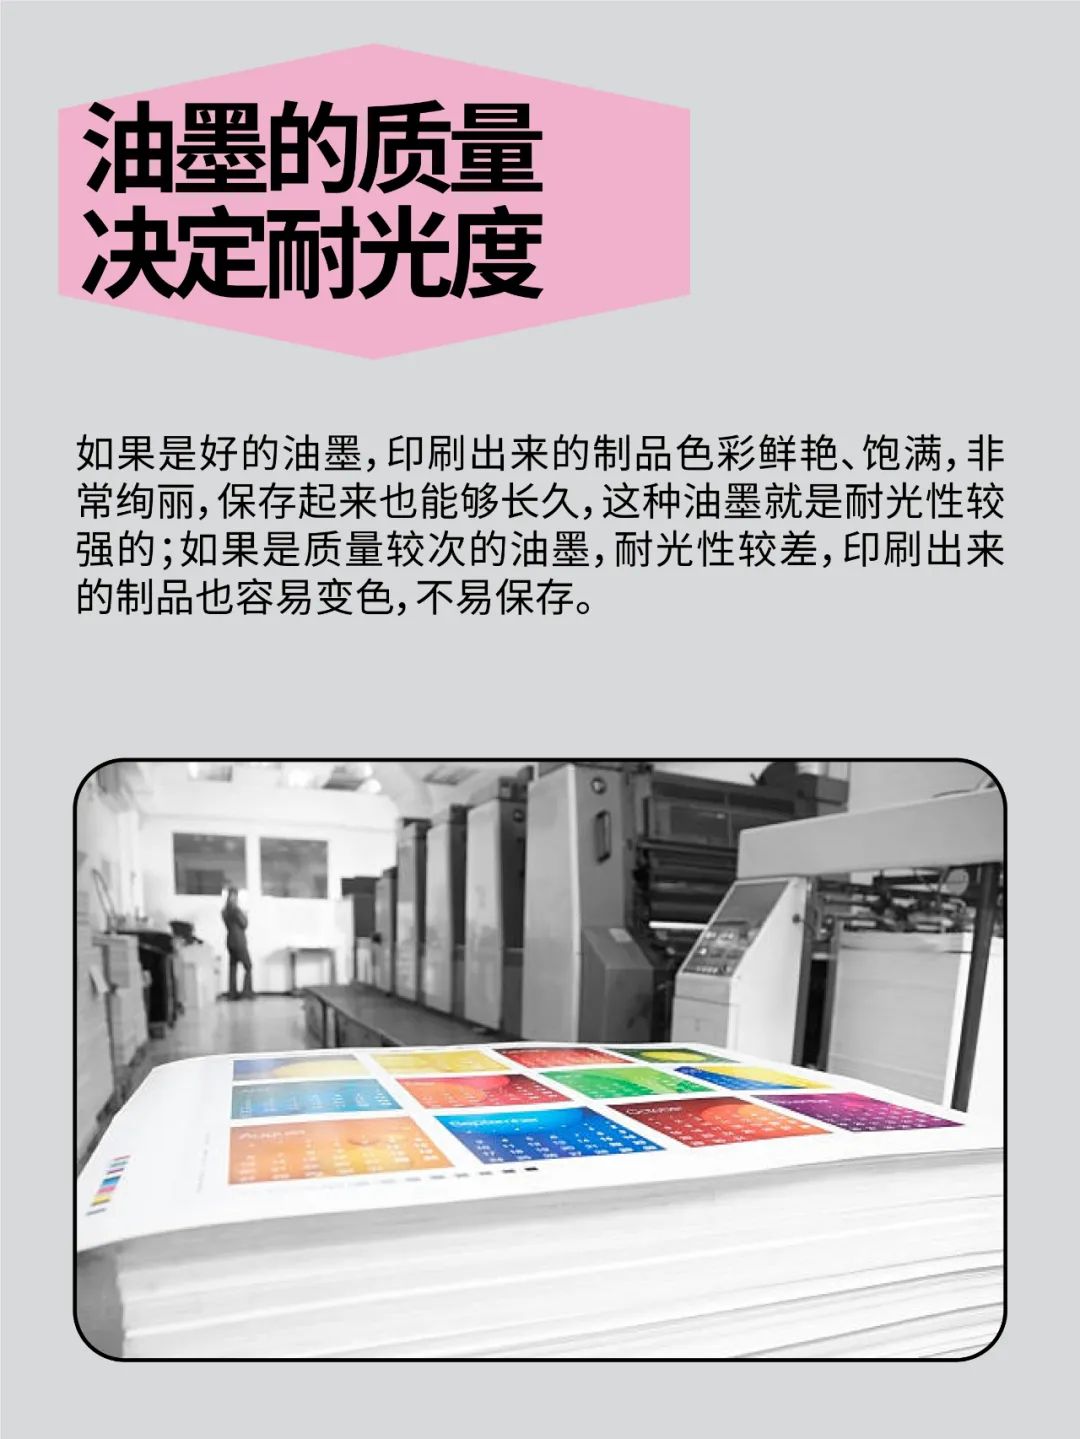 油墨的质量
决定耐光度
如果是好的油墨，印刷出来的制品色彩鲜艳、饱满，非
常绚丽，保存起来也能够长久，这种油墨就是耐光性较
强的；如果是质量较次的油墨，耐光性较差，印刷出来
的制品也容易变色，不易保存。
August
September
October